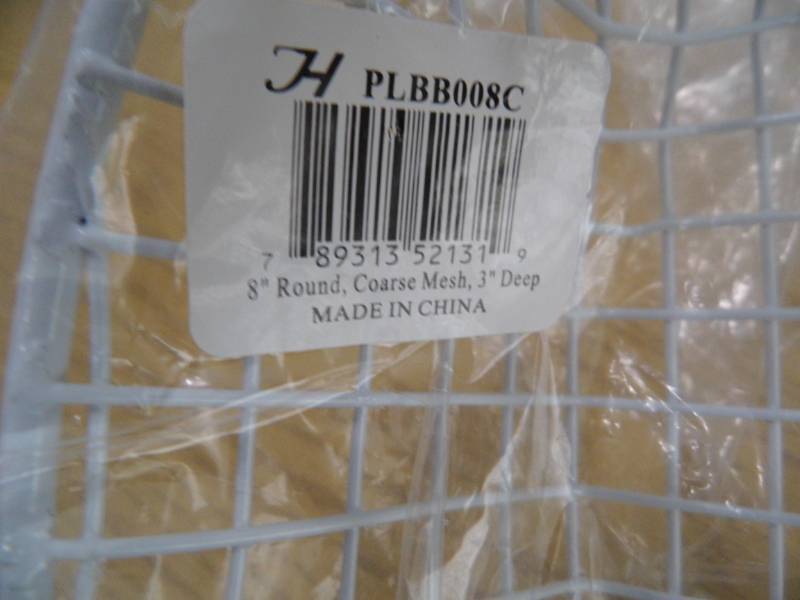 JH PLBB008C
7 89313 52131 9
8" Round, Coarse Mesh, 3" Deep
MADE IN CHINA